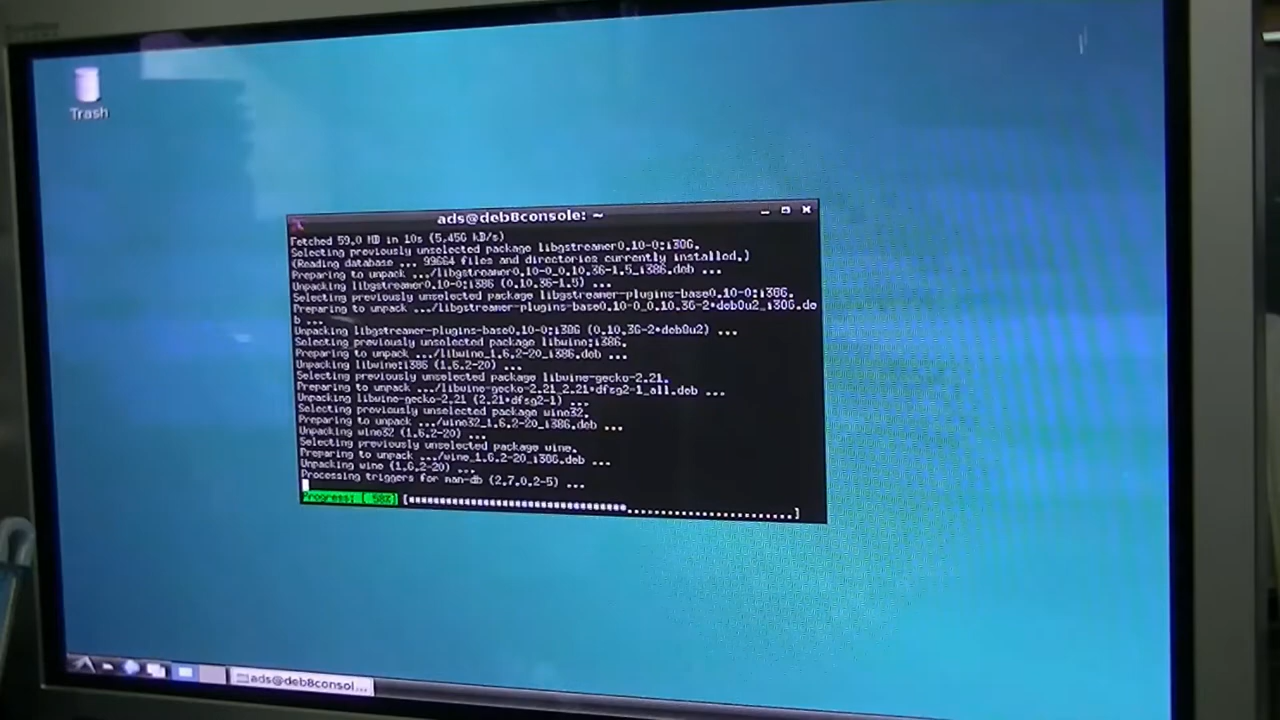 Trash
ads@deb8console: ~
Fetched 59.0 MB in 10s (5,456 kB/s)
Selecting previously unselected package libgstreamer0.10-0:i386.
(Reading database ... 99664 files and directories currently installed.)
Preparing to unpack .../libgstreamer0.10-0_0.10.36-1.5_i386.deb ...
Unpacking libgstreamer0.10-0:i386 (0.10.36-1.5) ...
Selecting previously unselected package libgstreamer-plugins-base0.10-0:i386.
Preparing to unpack .../libgstreamer-plugins-base0.10-0_0.10.36-2+deb8u2_i386.de
b ...
Unpacking libgstreamer-plugins-base0.10-0:i386 (0.10.36-2+deb8u2) ...
Selecting previously unselected package libwine:i386.
Preparing to unpack .../libwine_1.6.2-20_i386.deb ...
Unpacking libwine:i386 (1.6.2-20) ...
Selecting previously unselected package libwine-gecko-2.21.
Preparing to unpack .../libwine-gecko-2.21_2.21+dfsg2-1_all.deb ...
Unpacking libwine-gecko-2.21 (2.21+dfsg2-1) ...
Selecting previously unselected package wine32.
Preparing to unpack .../wine32_1.6.2-20_i386.deb ...
Unpacking wine32 (1.6.2-20) ...
Selecting previously unselected package wine.
Preparing to unpack .../wine_1.6.2-20_i386.deb ...
Unpacking wine (1.6.2-20) ...
Processing triggers for man-db (2.7.0.2-5) ...
Progress: [ 58%] [##############################.......................]
ads@deb8consol...